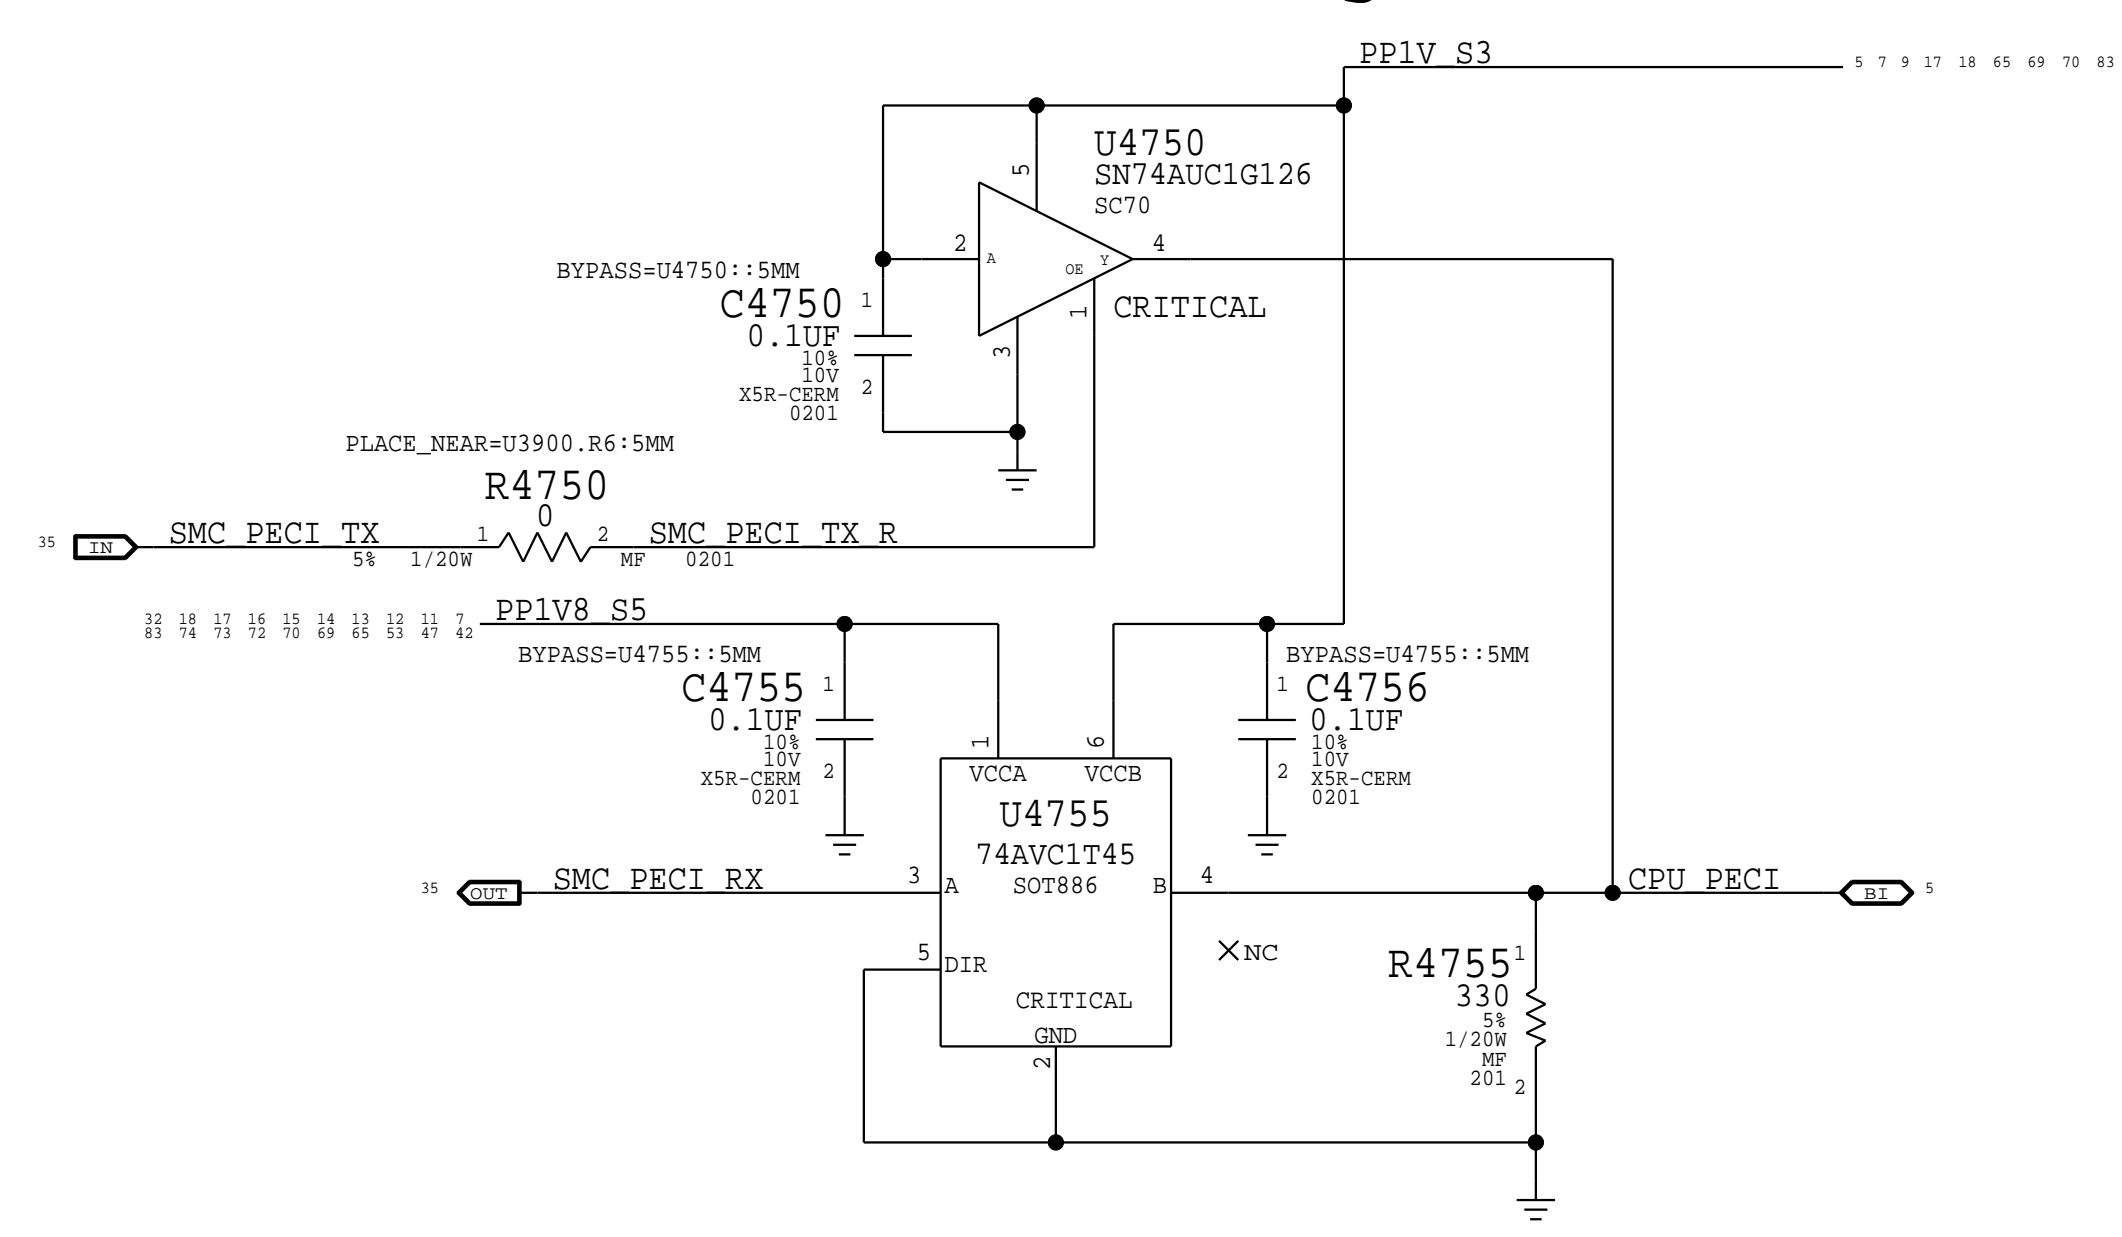 PP1V_S3
5 7 9 17 18 65 69 70 83
U4750
SN74AUC1G126
SC70
5
2
A
OE
Y
4
1
3
CRITICAL
BYPASS=U4750::5MM
C4750
1
0.1UF
10%
10V
X5R-CERM
0201
2
PLACE_NEAR=U3900.R6:5MM
R4750
0
35
IN
SMC_PECI_TX
1
2
SMC_PECI_TX_R
5%
1/20W
MF
0201
32 18 17 16 15 14 13 12 11 7
83 74 73 72 70 69 65 53 47 42
PP1V8_S5
BYPASS=U4755::5MM
C4755
1
0.1UF
10%
10V
X5R-CERM
0201
2
BYPASS=U4755::5MM
1
C4756
0.1UF
10%
10V
X5R-CERM
0201
2
1
6
VCCA
VCCB
U4755
74AVC1T45
SOT886
35
OUT
SMC_PECI_RX
3
A
B
4
CPU_PECI
BI
5
5
DIR
NC
CRITICAL
GND
2
R4755
1
330
5%
1/20W
MF
201
2